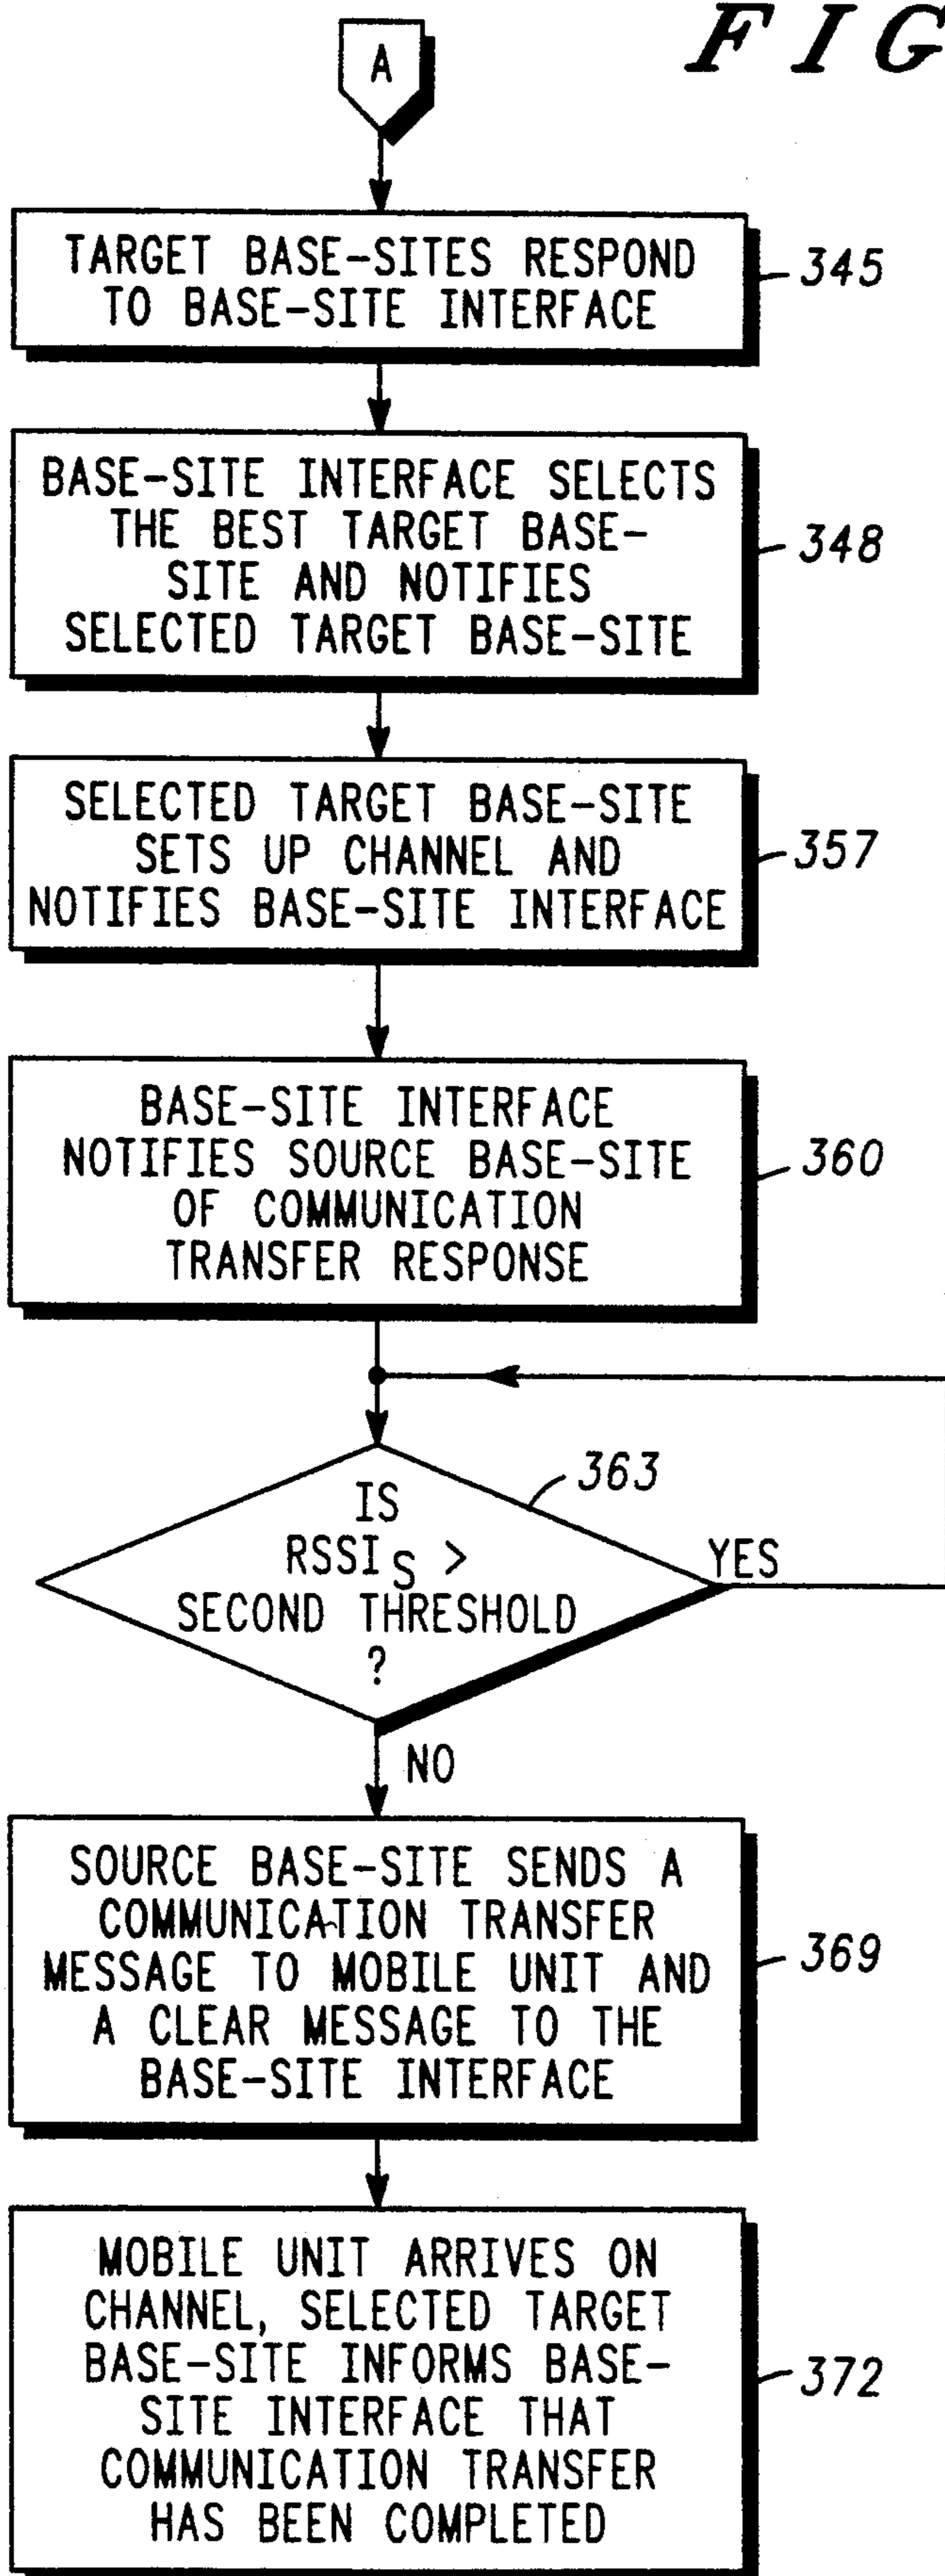 FIG
A
TARGET BASE-SITES RESPOND
TO BASE-SITE INTERFACE
345
BASE-SITE INTERFACE SELECTS
THE BEST TARGET BASE-
SITE AND NOTIFIES
SELECTED TARGET BASE-SITE
348
SELECTED TARGET BASE-SITE
SETS UP CHANNEL AND
NOTIFIES BASE-SITE INTERFACE
357
BASE-SITE INTERFACE
NOTIFIES SOURCE BASE-SITE
OF COMMUNICATION
TRANSFER RESPONSE
360
363
IS
RSSIS >
SECOND THRESHOLD
?
YES
NO
SOURCE BASE-SITE SENDS A
COMMUNICATION TRANSFER
MESSAGE TO MOBILE UNIT AND
A CLEAR MESSAGE TO THE
BASE-SITE INTERFACE
369
MOBILE UNIT ARRIVES ON
CHANNEL, SELECTED TARGET
BASE-SITE INFORMS BASE-
SITE INTERFACE THAT
COMMUNICATION TRANSFER
HAS BEEN COMPLETED
372